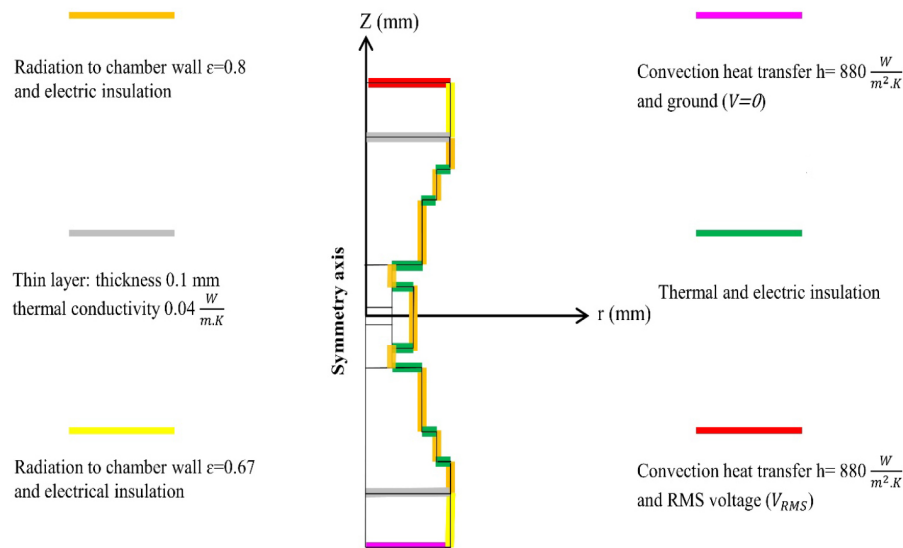 Z (mm)
Radiation to chamber wall ε=0.8
and electric insulation
Convection heat transfer h= 880 W/m².K
and ground (V=0)
Symmetry axis
r (mm)
Thin layer: thickness 0.1 mm
thermal conductivity 0.04 W/m.K
Thermal and electric insulation
Radiation to chamber wall ε=0.67
and electrical insulation
Convection heat transfer h= 880 W/m².K
and RMS voltage (V_RMS)